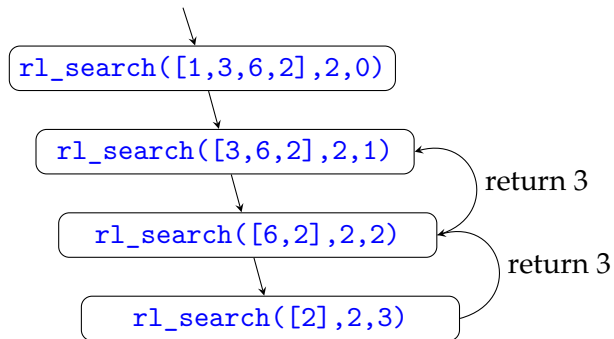 rl_search([1,3,6,2],2,0)
rl_search([3,6,2],2,1)
return 3
rl_search([6,2],2,2)
return 3
rl_search([2],2,3)